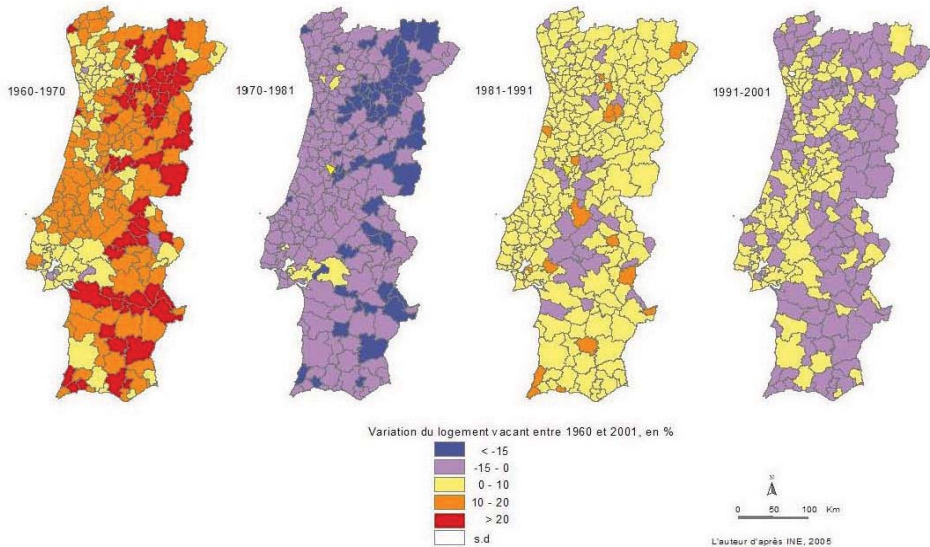 1960-1970
1970-1981
1981-1991
1991-2001
Variation du logement vacant entre 1960 et 2001, en %
< -15
-15 - 0
0 - 10
10 - 20
> 20
s.d
N
0 50 100 Km
L'auteur d'après INE, 2005